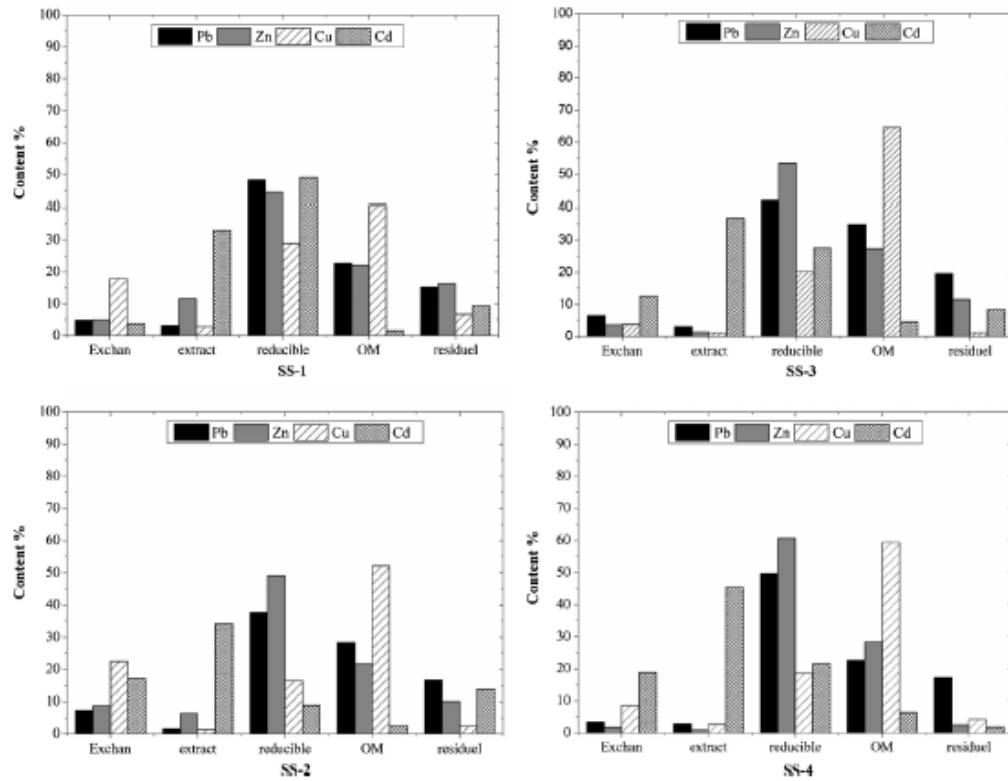 100
90
80
70
60
50
40
30
20
10
0
Content %
Pb Zn Cu Cd
Exchan extract reducible OM residuel
SS-1
100
90
80
70
60
50
40
30
20
10
0
Content %
Pb Zn Cu Cd
Exchan extract reducible OM residuel
SS-3
100
90
80
70
60
50
40
30
20
10
0
Content %
Pb Zn Cu Cd
Exchan extract reducible OM residuel
SS-2
100
90
80
70
60
50
40
30
20
10
0
Content %
Pb Zn Cu Cd
Exchan extract reducible OM residuel
SS-4